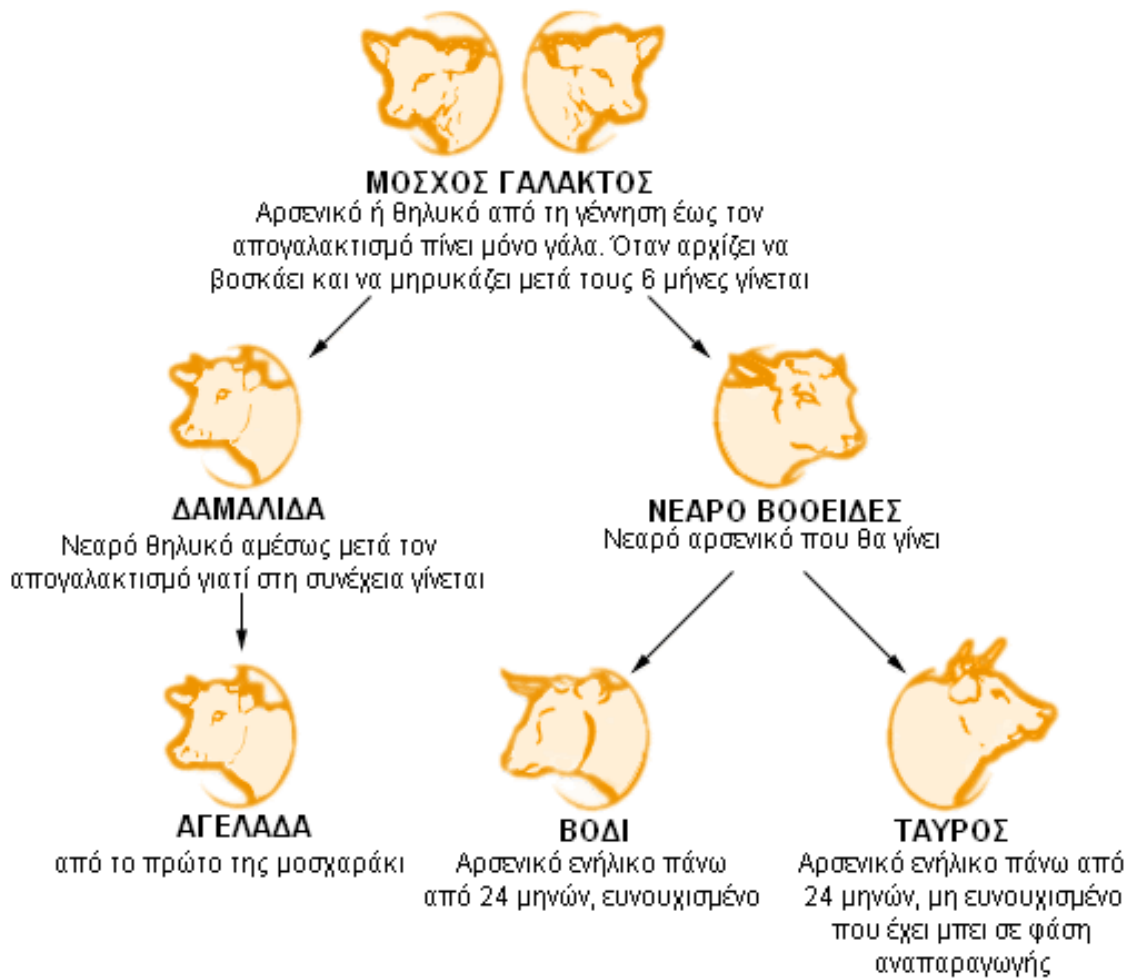 ΜΟΣΧΟΣ ΓΑΛΑΚΤΟΣ
Αρσενικό ή θηλυκό από τη γέννηση έως τον
απογαλακτισμό πίνει μόνο γάλα. Όταν αρχίζει να
βοσκάει και να μηρυκάζει μετά τους 6 μήνες γίνεται
ΔΑΜΑΛΙΔΑ
Νεαρό θηλυκό αμέσως μετά τον
απογαλακτισμό γιατί στη συνέχεια γίνεται
ΝΕΑΡΟ ΒΟΟΕΙΔΕΣ
Νεαρό αρσενικό που θα γίνει
ΑΓΕΛΑΔΑ
από το πρώτο της μοσχαράκι
ΒΟΔΙ
Αρσενικό ενήλικο πάνω
από 24 μηνών, ευνουχισμένο
ΤΑΥΡΟΣ
Αρσενικό ενήλικο πάνω από
24 μηνών, μη ευνουχισμένο
που έχει μπει σε φάση
αναπαραγωγής